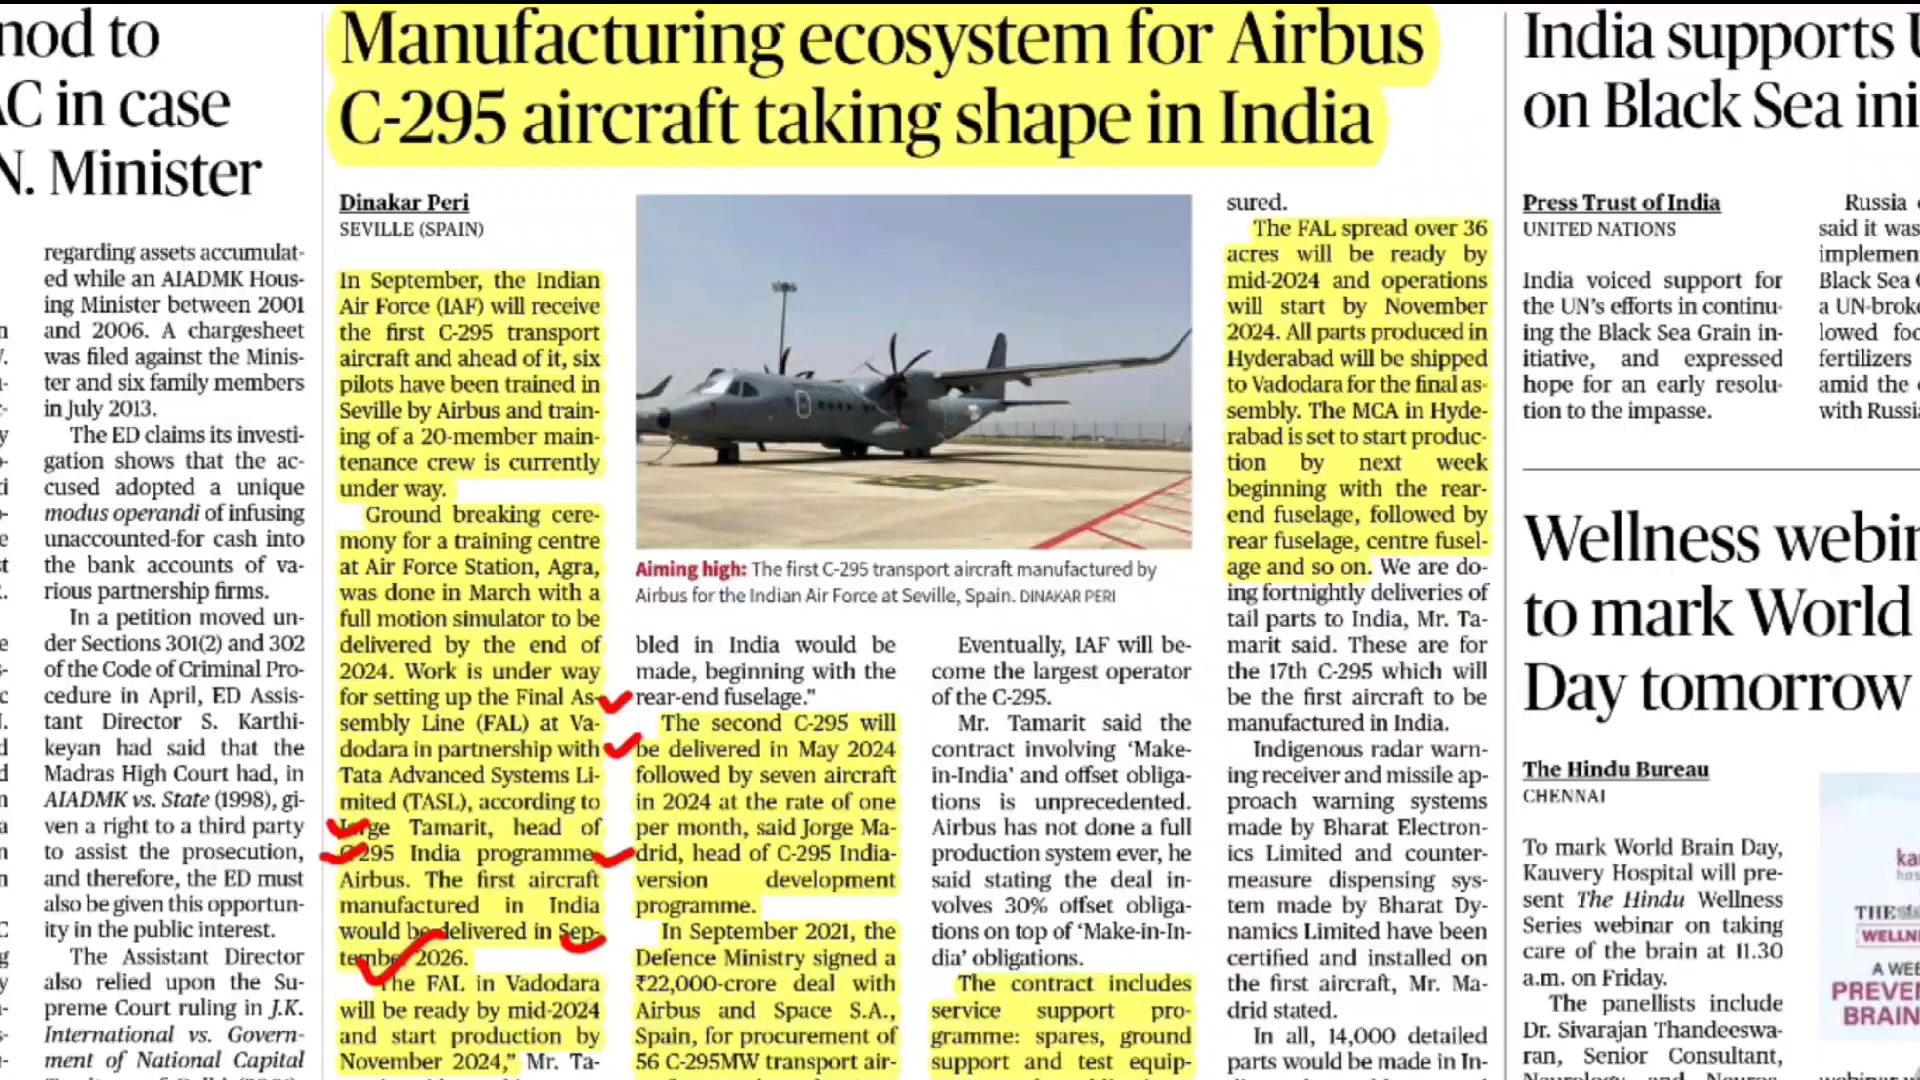 nod to
AC in case
N. Minister
regarding assets accumulat-
ed while an AIADMK Hous-
ing Minister between 2001
and 2006. A chargesheet
was filed against the Minis-
ter and six family members
in July 2013.
The ED claims its investi-
gation shows that the ac-
cused adopted a unique
modus operandi of infusing
unaccounted-for cash into
the bank accounts of va-
rious partnership firms.
In a petition moved un-
der Sections 301(2) and 302
of the Code of Criminal Pro-
cedure in April, ED Assis-
tant Director S. Karthi-
keyan had said that the
Madras High Court had, in
AIADMK vs. State (1998), gi-
ven a right to a third party
to assist the prosecution,
and therefore, the ED must
also be given this opportun-
ity in the public interest.
The Assistant Director
also relied upon the Su-
preme Court ruling in J.K.
International vs. Govern-
ment of National Capital
Manufacturing ecosystem for Airbus
C-295 aircraft taking shape in India
Dinakar Peri
SEVILLE (SPAIN)
In September, the Indian
Air Force (IAF) will receive
the first C-295 transport
aircraft and ahead of it, six
pilots have been trained in
Seville by Airbus and train-
ing of a 20-member main-
tenance crew is currently
under way.
Ground breaking cere-
mony for a training centre
at Air Force Station, Agra,
was done in March with a
full motion simulator to be
delivered by the end of
2024. Work is under way
for setting up the Final As-
sembly Line (FAL) at Va-
dodara in partnership with
Tata Advanced Systems Li-
mited (TASL), according to
Jorge Tamarit, head of
C-295 India programme,
Airbus. The first aircraft
manufactured in India
would be delivered in Sep-
tember 2026.
"The FAL in Vadodara
will be ready by mid-2024
and start production by
November 2024," Mr. Ta-
Aiming high: The first C-295 transport aircraft manufactured by
Airbus for the Indian Air Force at Seville, Spain. DINAKAR PERI
bled in India would be
made, beginning with the
rear-end fuselage."
The second C-295 will
be delivered in May 2024
followed by seven aircraft
in 2024 at the rate of one
per month, said Jorge Ma-
drid, head of C-295 India-
version development
programme.
In September 2021, the
Defence Ministry signed a
₹22,000-crore deal with
Airbus and Space S.A.,
Spain, for procurement of
56 C-295MW transport air-
Eventually, IAF will be-
come the largest operator
of the C-295.
Mr. Tamarit said the
contract involving 'Make-
in-India' and offset obliga-
tions is unprecedented.
Airbus has not done a full
production system ever, he
said stating the deal in-
volves 30% offset obliga-
tions on top of 'Make-in-In-
dia' obligations.
The contract includes
service support pro-
gramme: spares, ground
support and test equip-
sured.
The FAL spread over 36
acres will be ready by
mid-2024 and operations
will start by November
2024. All parts produced in
Hyderabad will be shipped
to Vadodara for the final as-
sembly. The MCA in Hyde-
rabad is set to start produc-
tion by next week
beginning with the rear-
end fuselage, followed by
rear fuselage, centre fusel-
age and so on. We are do-
ing fortnightly deliveries of
tail parts to India, Mr. Ta-
marit said. These are for
the 17th C-295 which will
be the first aircraft to be
manufactured in India.
Indigenous radar warn-
ing receiver and missile ap-
proach warning systems
made by Bharat Electron-
ics Limited and counter-
measure dispensing sys-
tem made by Bharat Dy-
namics Limited have been
certified and installed on
the first aircraft, Mr. Ma-
drid stated.
In all, 14,000 detailed
parts would be made in In-
India supports U
on Black Sea ini
Press Trust of India
UNITED NATIONS
India voiced support for
the UN's efforts in continu-
ing the Black Sea Grain in-
itiative, and expressed
hope for an early resolu-
tion to the impasse.
Russia
said it was
implemen
Black Sea
a UN-brok
lowed foo
fertilizers
amid the
with Russia
Wellness webin
to mark World
Day tomorrow
The Hindu Bureau
CHENNAI
To mark World Brain Day,
Kauvery Hospital will pre-
sent The Hindu Wellness
Series webinar on taking
care of the brain at 11.30
a.m. on Friday.
The panellists include
Dr. Sivarajan Thandeeswa-
ran, Senior Consultant,
Neurology and Neuros-
ka
hos
THE
WELLN
A WEB
PREVEN
BRAIN